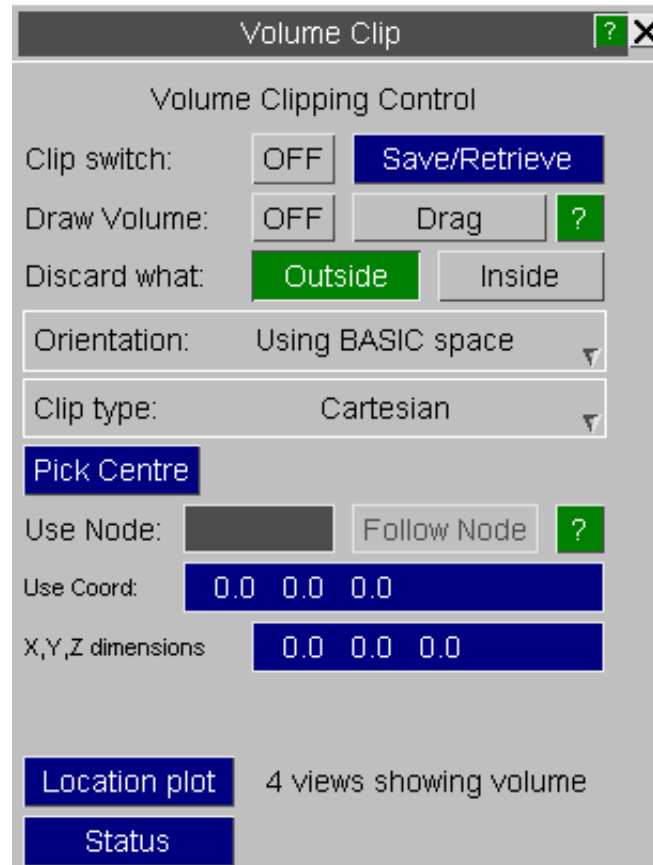 Volume Clip ? X
Volume Clipping Control
Clip switch: OFF Save/Retrieve
Draw Volume: OFF Drag ?
Discard what: Outside Inside
Orientation: Using BASIC space
Clip type: Cartesian
Pick Centre
Use Node: Follow Node ?
Use Coord: 0.0 0.0 0.0
X,Y,Z dimensions 0.0 0.0 0.0
Location plot 4 views showing volume
Status